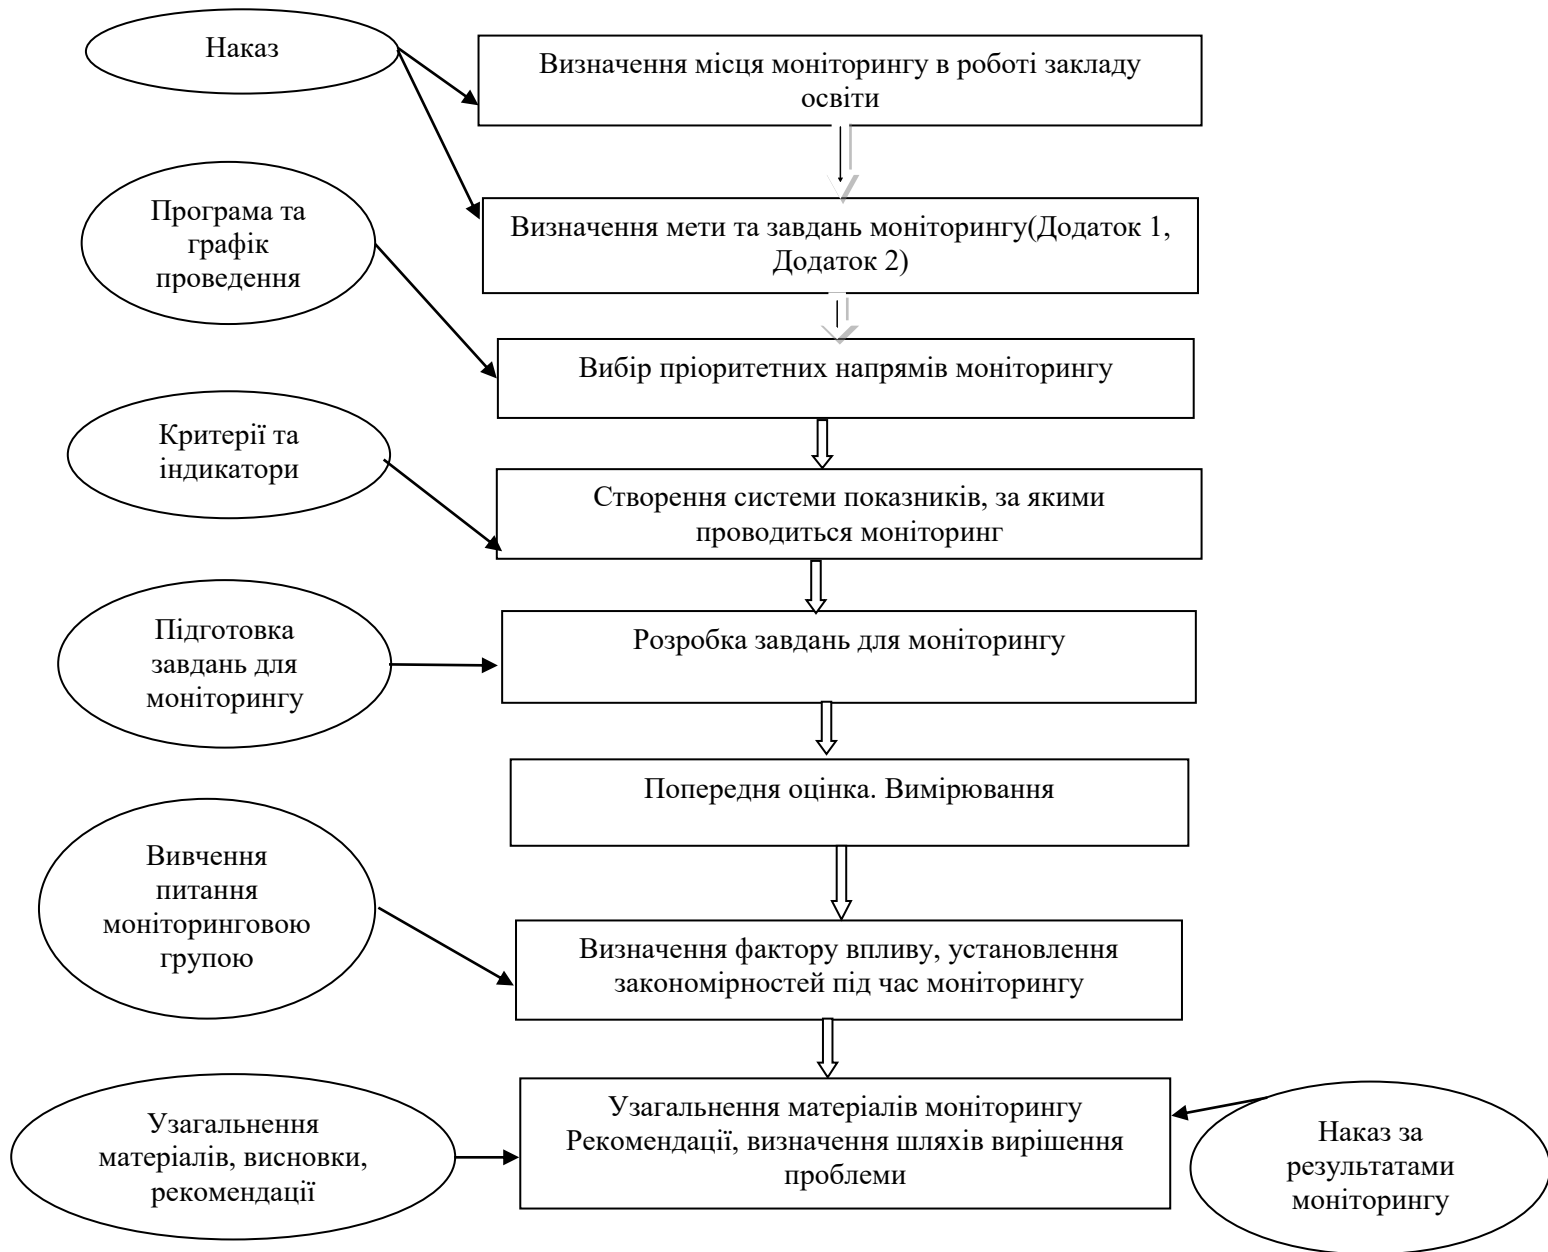 Наказ
Визначення місця моніторингу в роботі закладу
освіти
Програма та
графік
проведення
Визначення мети та завдань моніторингу(Додаток 1,
Додаток 2)
Вибір пріоритетних напрямів моніторингу
Критерії та
індикатори
Створення системи показників, за якими
проводиться моніторинг
Підготовка
завдань для
моніторингу
Розробка завдань для моніторингу
Попередня оцінка. Вимірювання
Вивчення
питання
моніторинговою
групою
Визначення фактору впливу, установлення
закономірностей під час моніторингу
Узагальнення
матеріалів, висновки,
рекомендації
Узагальнення матеріалів моніторингу
Рекомендації, визначення шляхів вирішення
проблеми
Наказ за
результатами
моніторингу